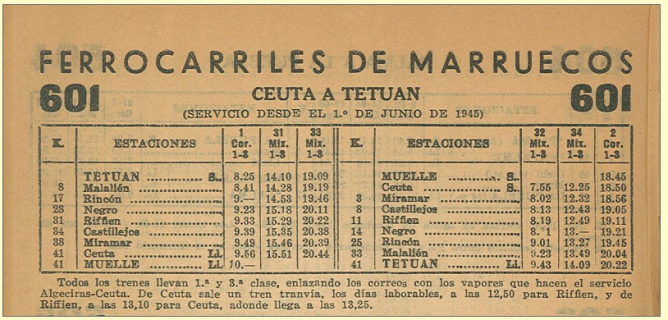 FERROCARRILES DE MARRUECOS
601 CEUTA A TETUAN 601
(SERVICIO DESDE EL 1.º DE JUNIO DE 1945)
K. ESTACIONES 1 Cor. 1-3 31 Mix. 1-3 33 Mix. 1-3 K. ESTACIONES 32 Mix. 1-3 34 Mix. 1-3 2 Cor. 1-3
TETUAN S. 8.25 14.10 19.09 MUELLE S. 18.45
8 Malalién 8.41 14.28 19.19 Ceuta S. 7.55 12.25 18.50
17 Rincón 9.— 14.53 19.46 3 Miramar 8.02 12.32 18.56
28 Negro 9.23 15.18 20.11 8 Castillejos 8.13 12.43 19.05
31 Riffien 9.33 15.29 20.22 11 Riffien 8.19 12.49 19.11
34 Castillejos 9.39 15.35 20.38 14 Negro 13.— 19.21
38 Miramar 9.49 15.46 20.39 25 Rincón 9.01 13.27 19.45
41 Ceuta Ll. 9.56 15.51 20.44 33 Malalién 9.23 13.49 20.04
41 MUELLE Ll. 10.— 41 TETUAN Ll. 9.43 14.09 20.22
Todos los trenes llevan 1.ª y 3.ª clase, enlazando los correos con los vapores que hacen el servicio
Algeciras-Ceuta. De Ceuta sale un tren tranvía, los días laborables, a las 12,50 para Riffien, y de
Riffien, a las 13,10 para Ceuta, adonde llega a las 13,25.